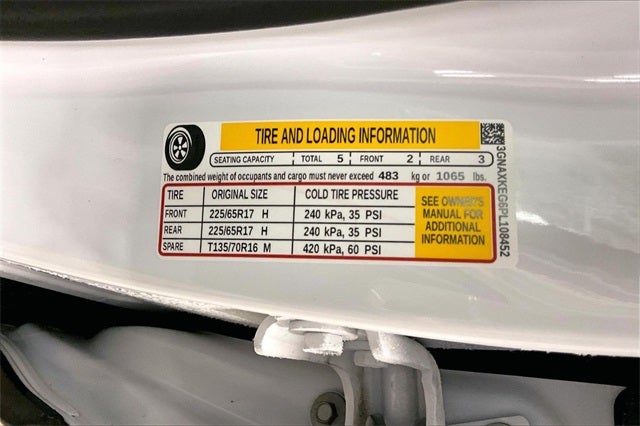 TIRE AND LOADING INFORMATION
SEATING CAPACITY TOTAL 5 FRONT 2 REAR 3
The combined weight of occupants and cargo must never exceed 483 kg or 1065 lbs.
TIRE ORIGINAL SIZE COLD TIRE PRESSURE
FRONT 225/65R17 H 240 kPa, 35 PSI
REAR 225/65R17 H 240 kPa, 35 PSI
SPARE T135/70R16 M 420 kPa, 60 PSI
SEE OWNER'S
MANUAL FOR
ADDITIONAL
INFORMATION
3GNAXKEG6PL108452